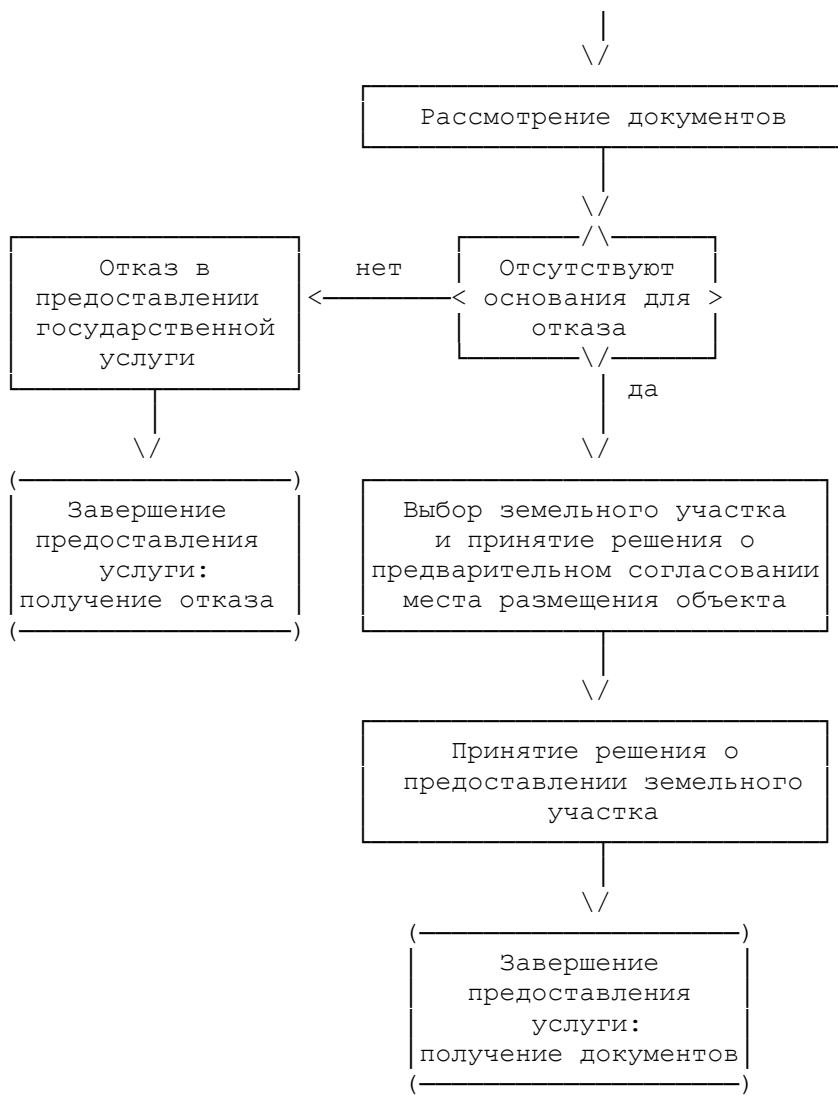 Рассмотрение документов
Отказ в
предоставлении
государственной
услуги
нет
Отсутствуют
основания для
отказа
да
Завершение
предоставления
услуги:
получение отказа
Выбор земельного участка
и принятие решения о
предварительном согласовании
места размещения объекта
Принятие решения о
предоставлении земельного
участка
Завершение
предоставления
услуги:
получение документов